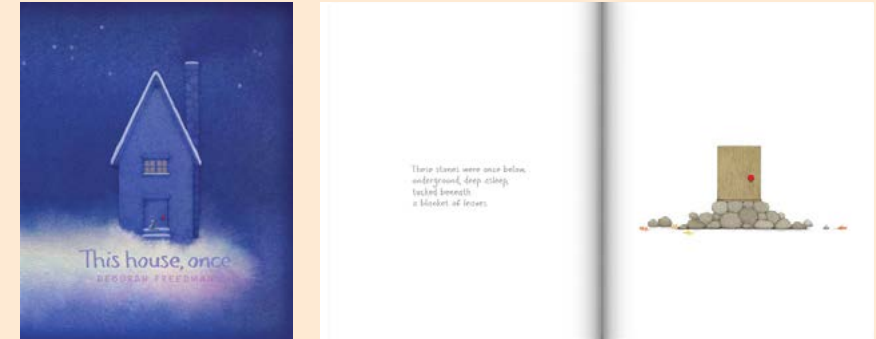 This house, once
DEBORAH FREEDMAN
These stones were once below,
underground, deep asleep,
tucked beneath
a blanket of leaves.